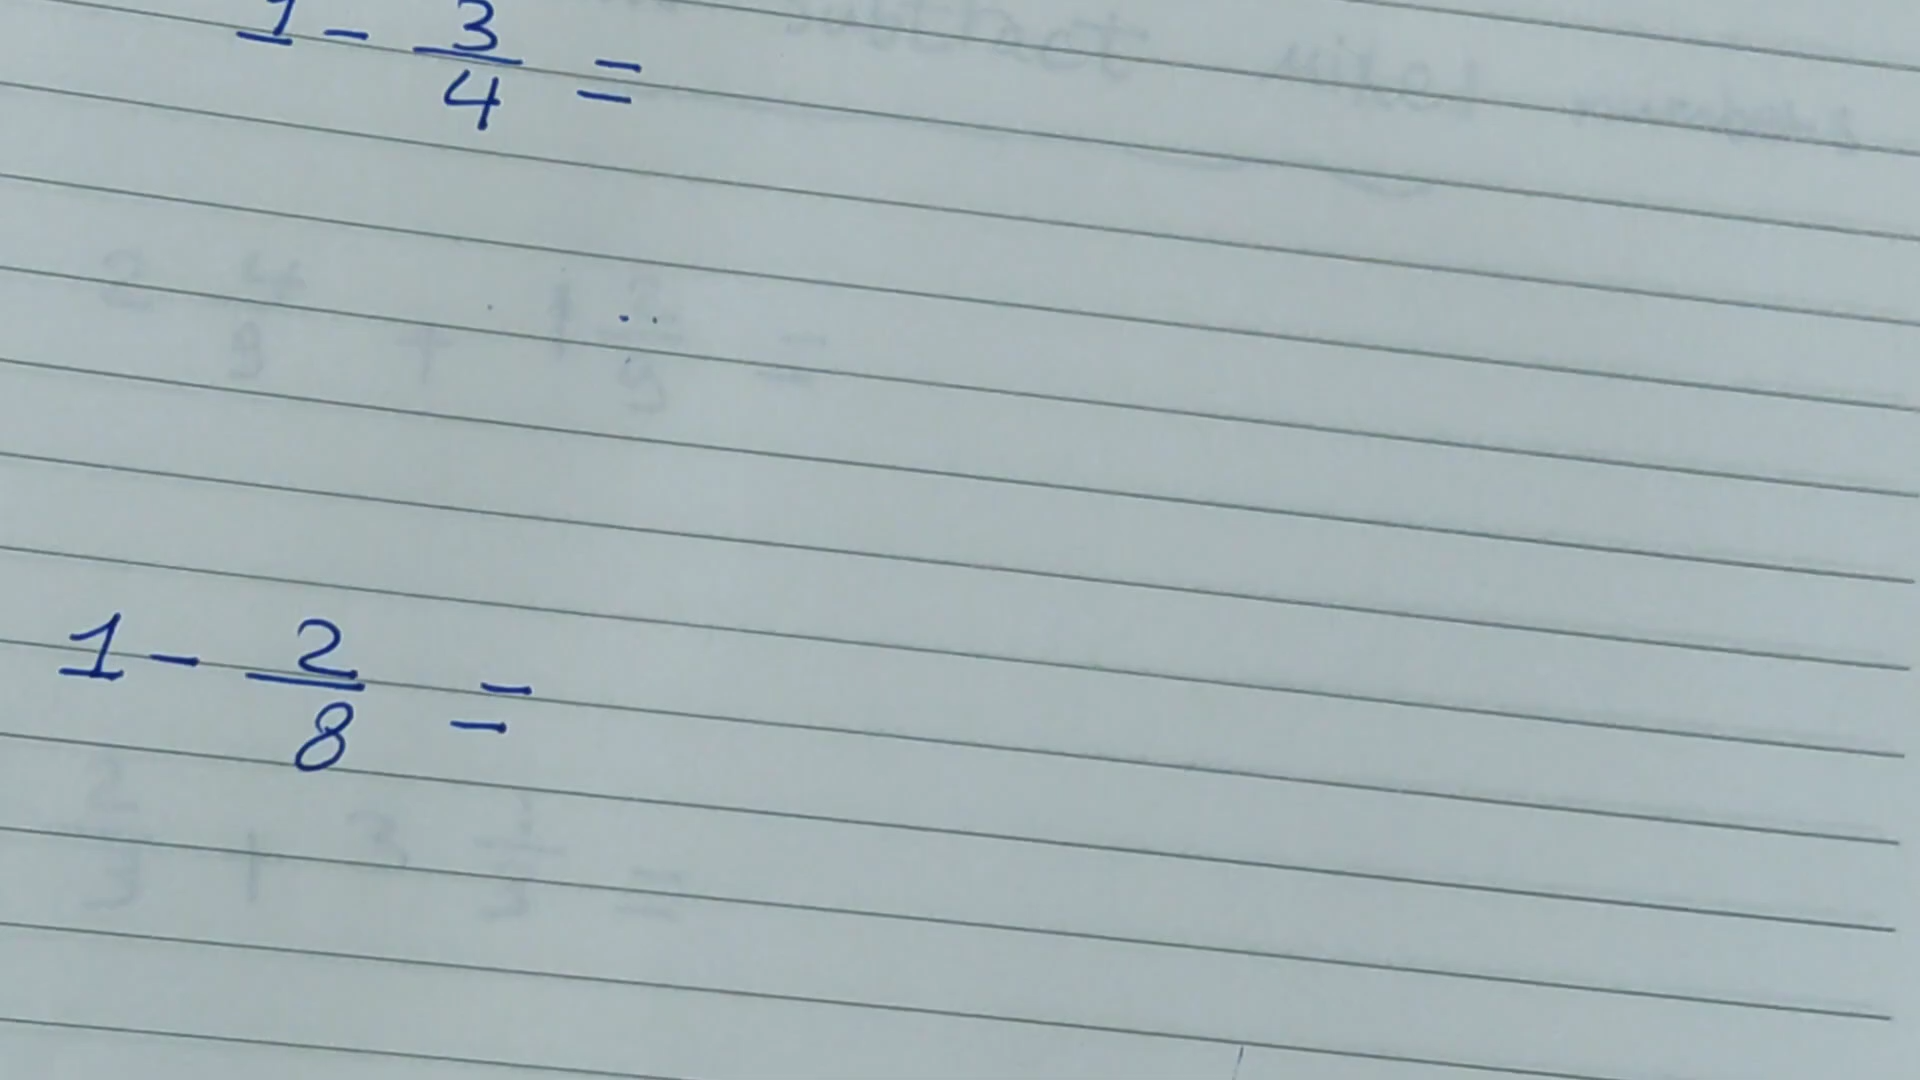 1 - 3/4 =
1 - 2/8 =